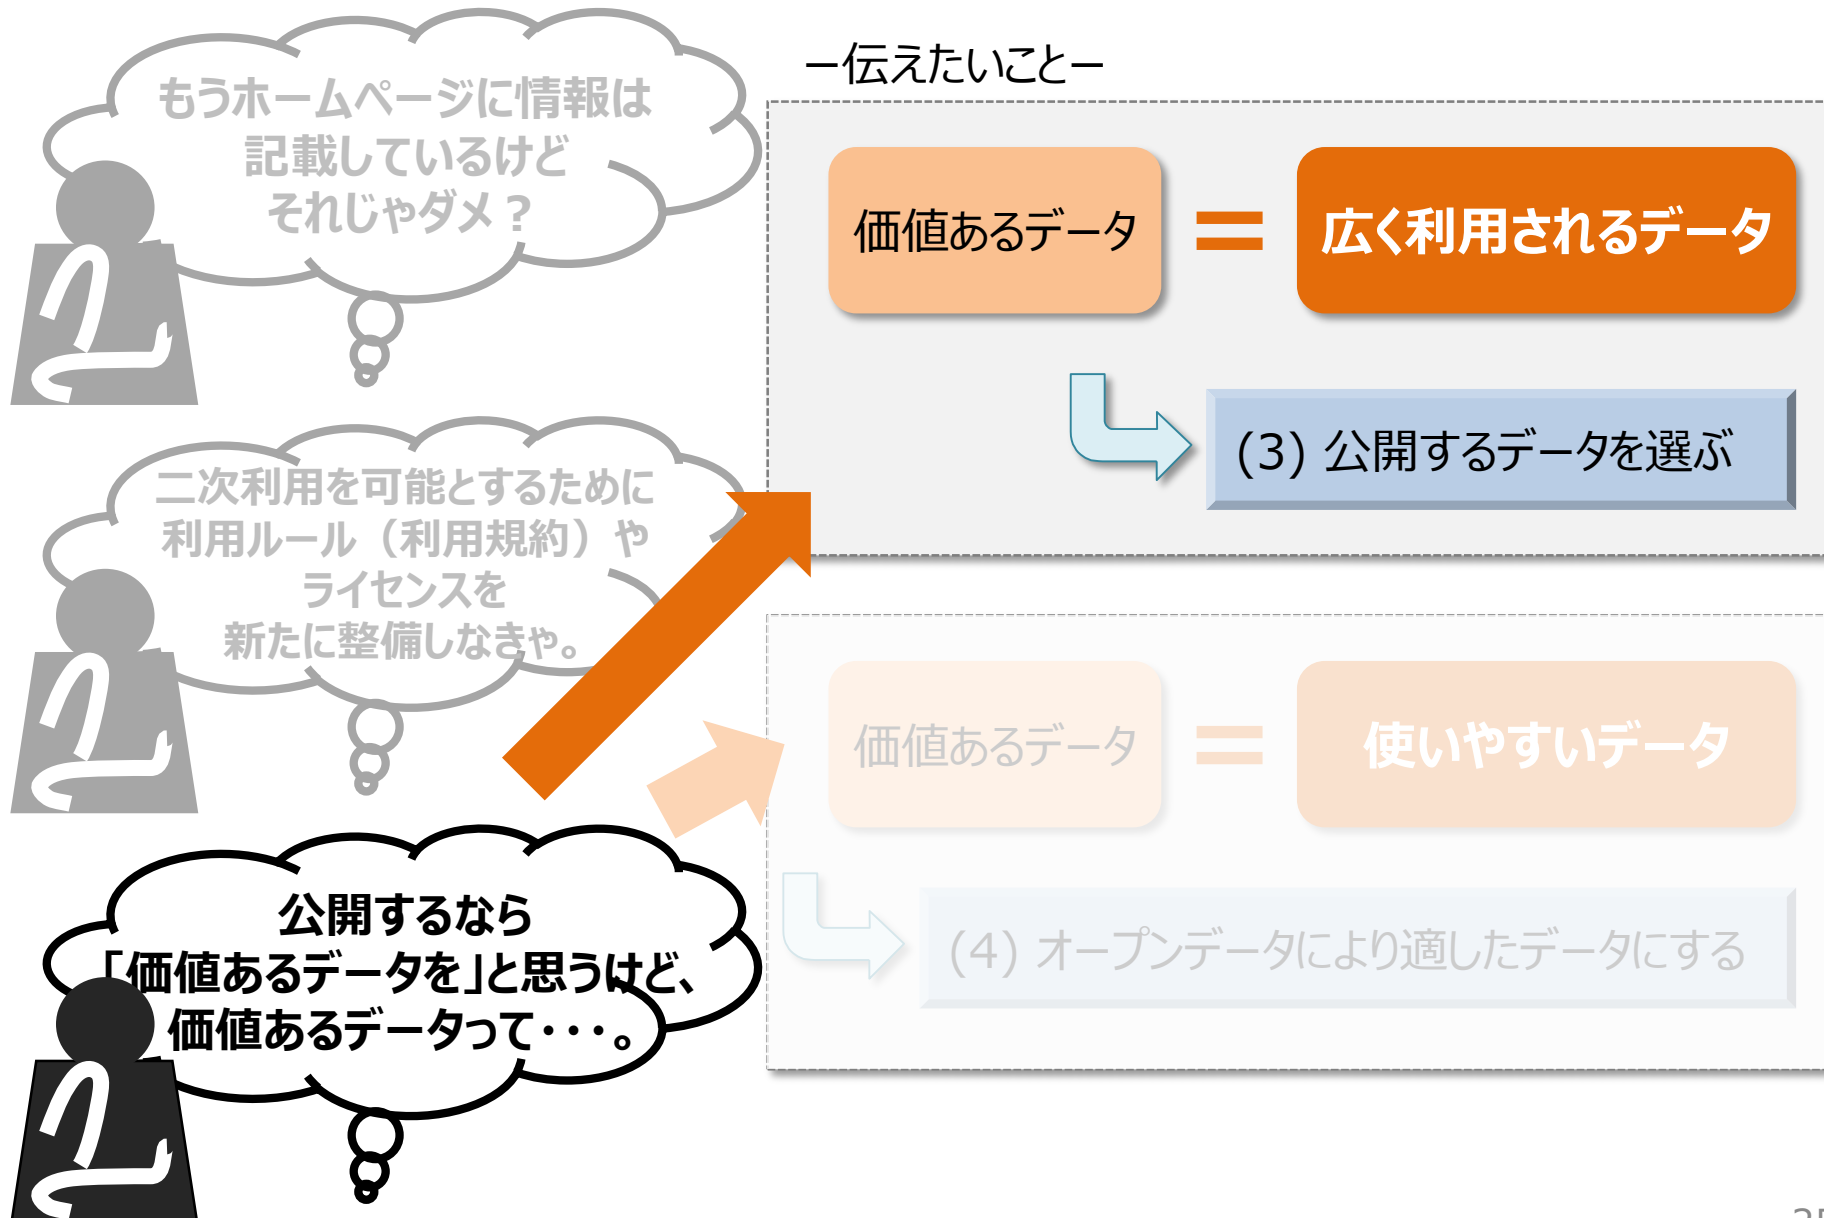 もうホームページに情報は
記載しているけど
それじゃダメ？
二次利用を可能とするために
利用ルール（利用規約）や
ライセンスを
新たに整備しなきゃ。
公開するなら
「価値あるデータを」と思うけど、
価値あるデータって・・・。
ー伝えたいことー
価値あるデータ
＝
広く利用されるデータ
(3) 公開するデータを選ぶ
価値あるデータ
＝
使いやすいデータ
(4) オープンデータにより適したデータにする